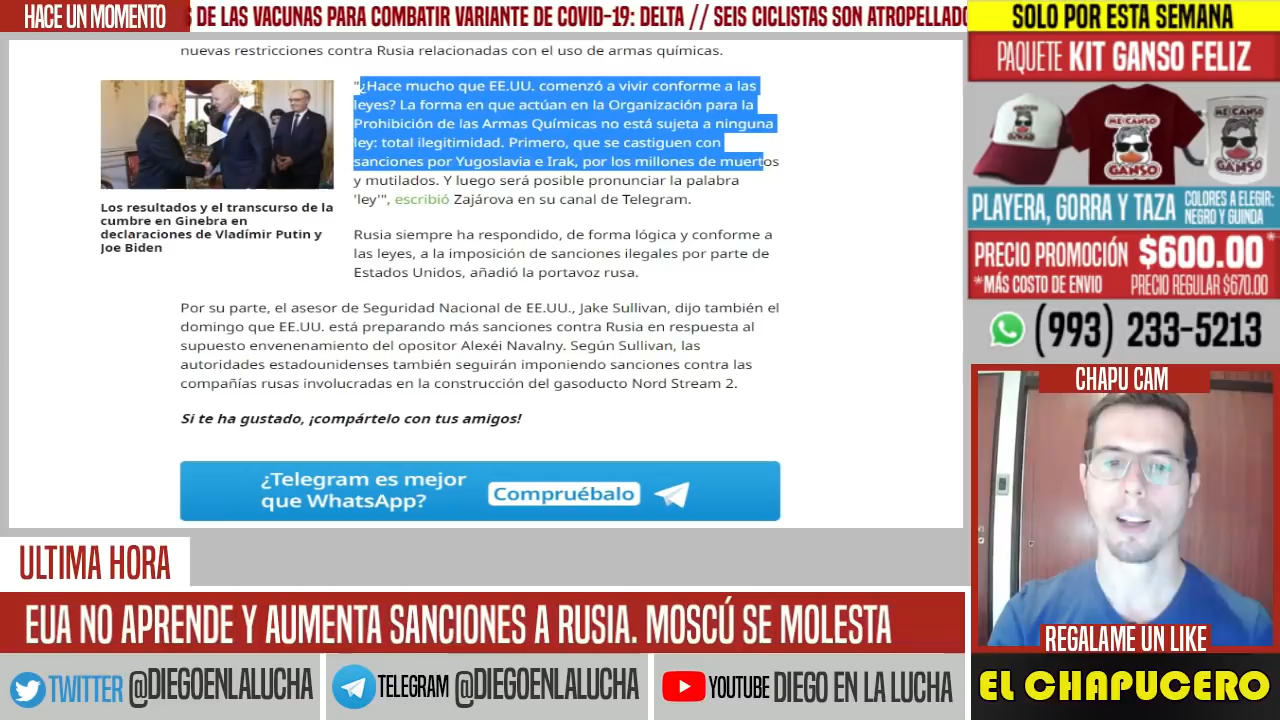 HACE UN MOMENTO
DE LAS VACUNAS PARA COMBATIR VARIANTE DE COVID-19: DELTA // SEIS CICLISTAS SON ATROPELLADO
nuevas restricciones contra Rusia relacionadas con el uso de armas químicas.
"¿Hace mucho que EE.UU. comenzó a vivir conforme a las
leyes? La forma en que actúan en la Organización para la
Prohibición de las Armas Químicas no está sujeta a ninguna
ley: total ilegitimidad. Primero, que se castiguen con
sanciones por Yugoslavia e Irak, por los millones de muertos
y mutilados. Y luego será posible pronunciar la palabra
'ley'", escribió Zajárova en su canal de Telegram.
Los resultados y el transcurso de la
cumbre en Ginebra en
declaraciones de Vladímir Putin y
Joe Biden
Rusia siempre ha respondido, de forma lógica y conforme a
las leyes, a la imposición de sanciones ilegales por parte de
Estados Unidos, añadió la portavoz rusa.
Por su parte, el asesor de Seguridad Nacional de EE.UU., Jake Sullivan, dijo también el
domingo que EE.UU. está preparando más sanciones contra Rusia en respuesta al
supuesto envenenamiento del opositor Alexéi Navalny. Según Sullivan, las
autoridades estadounidenses también seguirán imponiendo sanciones contra las
compañías rusas involucradas en la construcción del gasoducto Nord Stream 2.
Si te ha gustado, ¡compártelo con tus amigos!
¿Telegram es mejor
que WhatsApp?
Compruébalo
SOLO POR ESTA SEMANA
PAQUETE KIT GANSO FELIZ
ME CANSO
GANSO
ME CANSO
GANSO
PLAYERA, GORRA Y TAZA
COLORES A ELEGIR:
NEGRO Y GUINDA
PRECIO PROMOCIÓN $600.00*
*MÁS COSTO DE ENVIO
PRECIO REGULAR $670.00
(993) 233-5213
CHAPU CAM
REGALAME UN LIKE
ULTIMA HORA
EUA NO APRENDE Y AUMENTA SANCIONES A RUSIA. MOSCÚ SE MOLESTA
TWITTER @DIEGOENLALUCHA
TELEGRAM @DIEGOENLALUCHA
YOUTUBE DIEGO EN LA LUCHA
EL CHAPUCERO